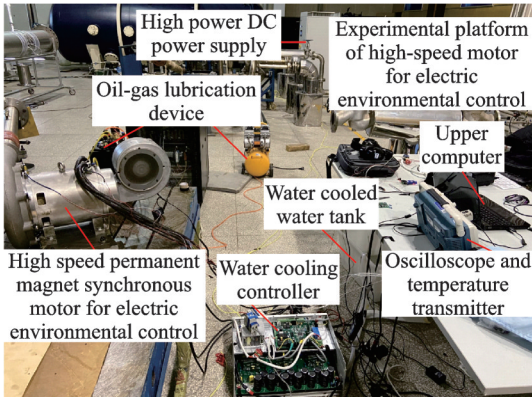 High power DC
power supply
Experimental platform
of high-speed motor
for electric
environmental control
Oil-gas lubrication
device
Upper
computer
Water cooled
water tank
High speed permanent
magnet synchronous
motor for electric
environmental control
Water cooling
controller
Oscilloscope and
temperature
transmitter